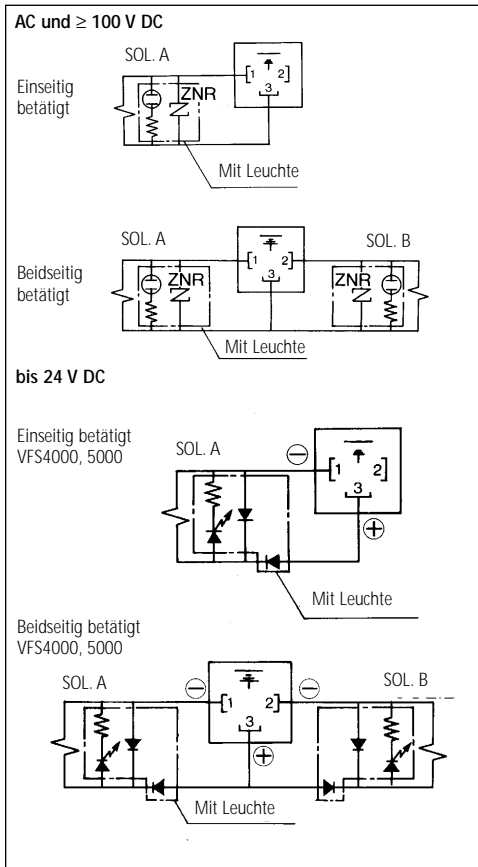 AC und ≥ 100 V DC
SOL. A
Einseitig
betätigt
ZNR
1 2
3
Mit Leuchte
SOL. A SOL. B
Beidseitig
betätigt
ZNR
1 2
3
ZNR
Mit Leuchte
bis 24 V DC
Einseitig betätigt
VFS4000, 5000
SOL. A
⊖
1 2
3
⊕
Mit Leuchte
Beidseitig betätigt
VFS4000, 5000
SOL. A ⊖ ⊖ SOL. B
1 2
3
⊕
Mit Leuchte